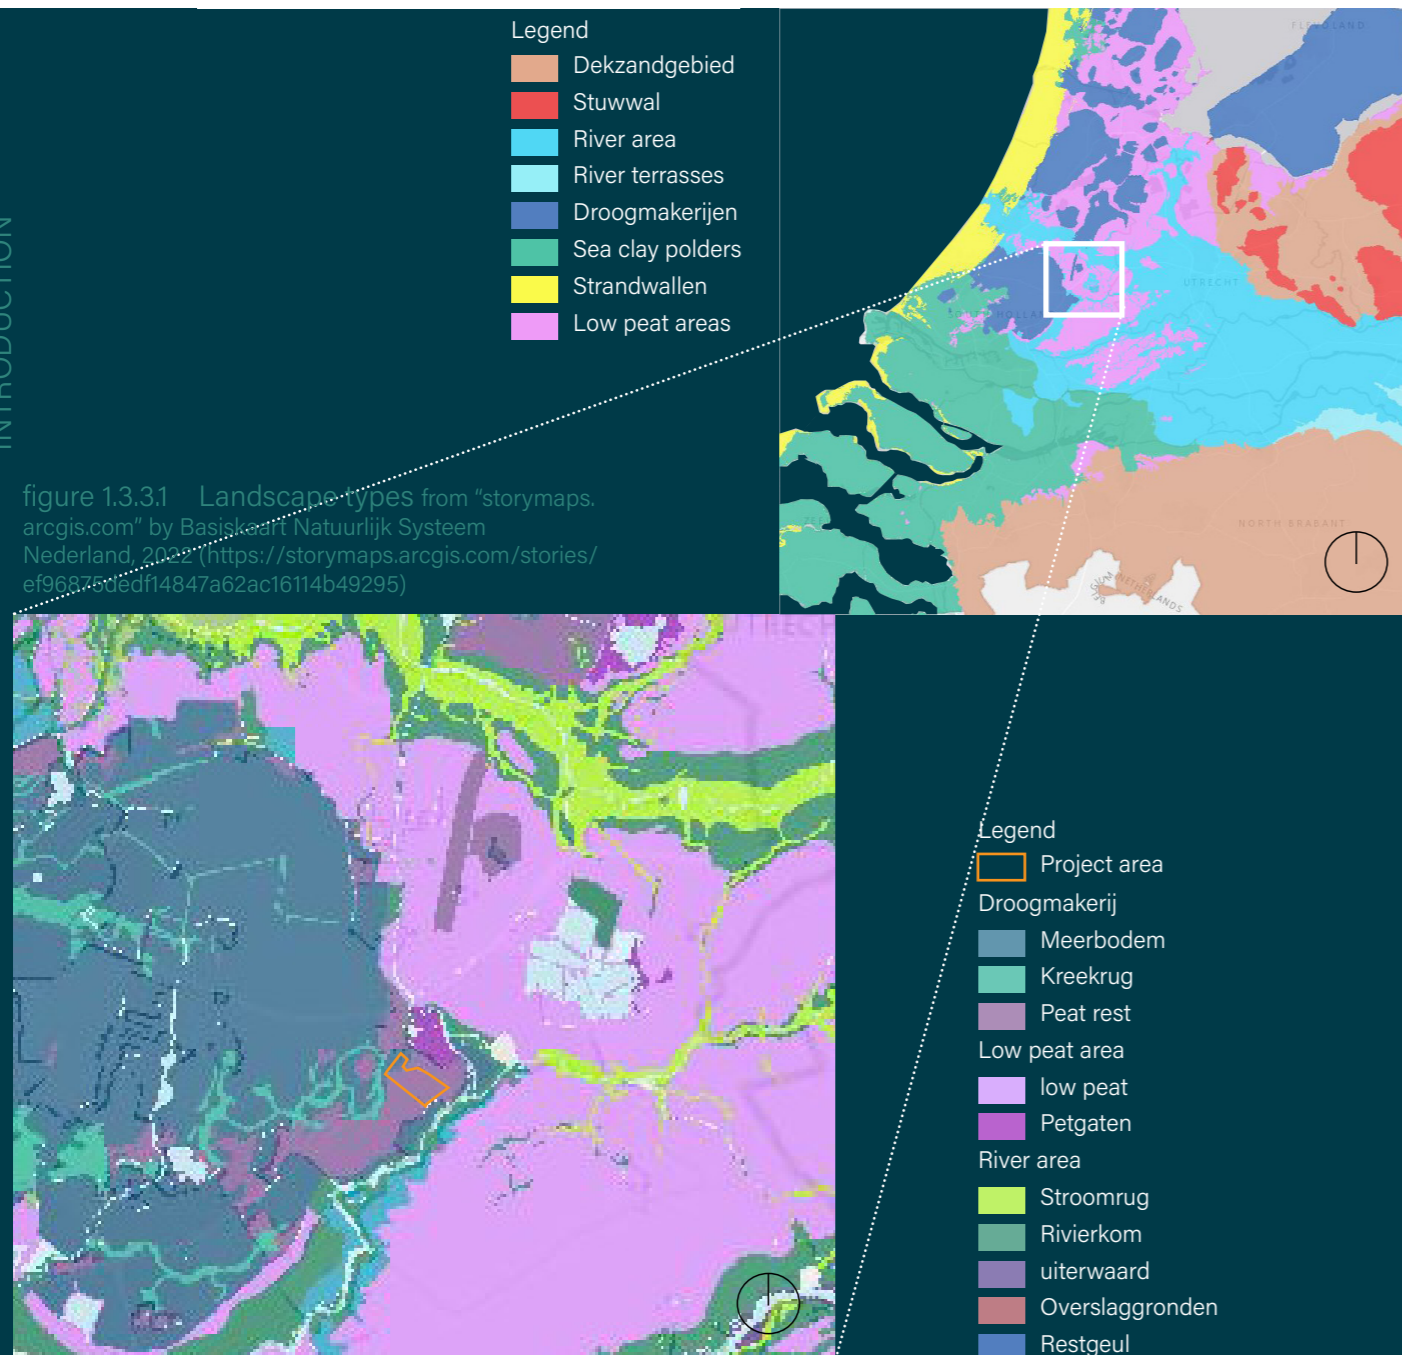 INTRODUCTION
Legend
Dekzandgebied
Stuwwal
River area
River terrasses
Droogmakerijen
Sea clay polders
Strandwallen
Low peat areas
FLEVOLAND
UTRECHT
NORTH BRABANT
NETHERLANDS
figure 1.3.3.1 Landscape types from "storymaps.
arcgis.com" by Basiskaart Natuurlijk Systeem
Nederland, 2022 (https://storymaps.arcgis.com/stories/
ef96875dedf14847a62ac16114b49295)
Legend
Project area
Droogmakerij
Meerbodem
Kreekrug
Peat rest
Low peat area
low peat
Petgaten
River area
Stroomrug
Rivierkom
uiterwaard
Overslaggronden
Restgeul